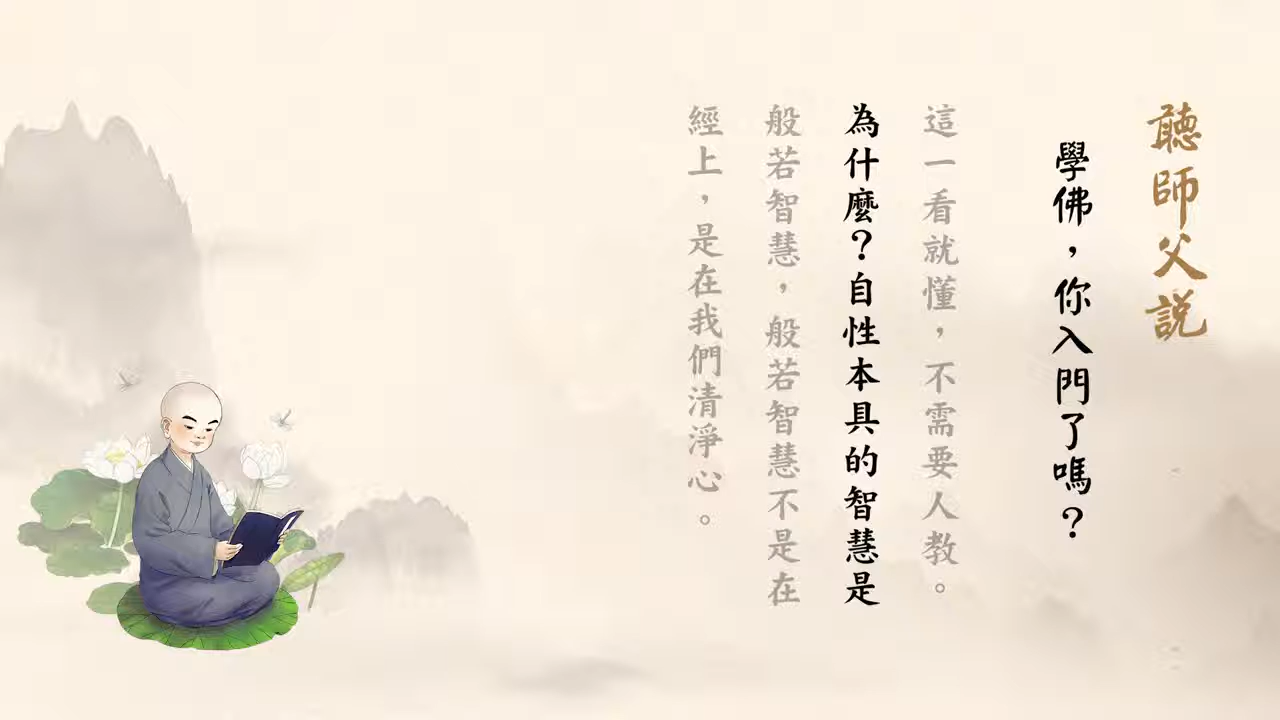 聽師父說
學佛，你入門了嗎？
這一看就懂，不需要人教。
為什麼？自性本具的智慧是
般若智慧，般若智慧不是在
經上，是在我們清淨心。